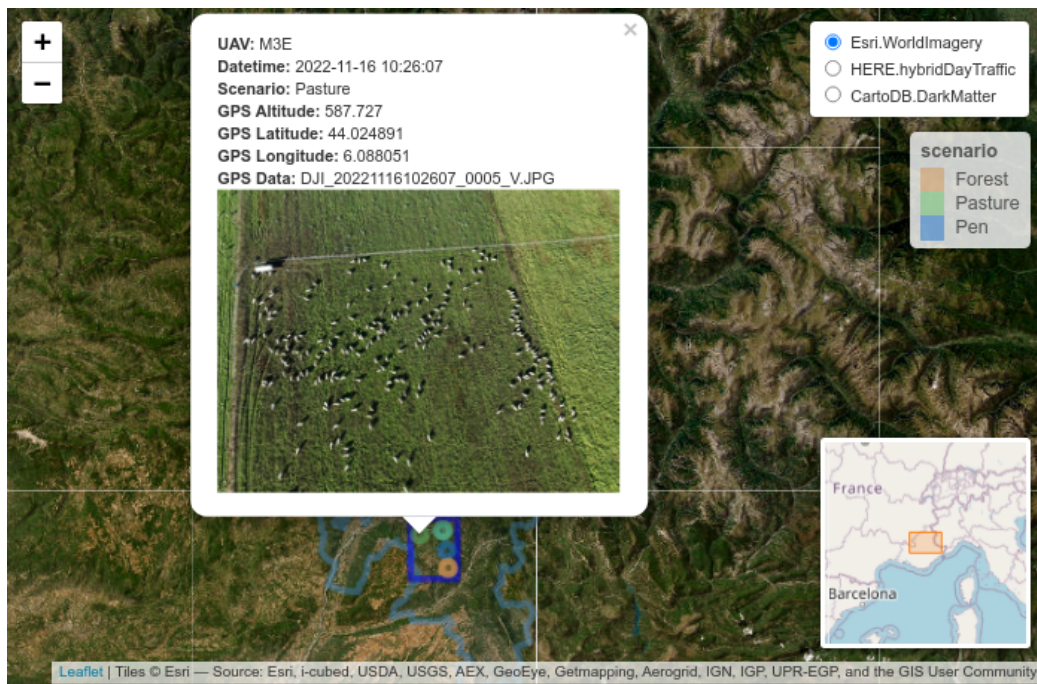 +
−
×
UAV: M3E
Datetime: 2022-11-16 10:26:07
Scenario: Pasture
GPS Altitude: 587.727
GPS Latitude: 44.024891
GPS Longitude: 6.088051
GPS Data: DJI_20221116102607_0005_V.JPG
Esri.WorldImagery
HERE.hybridDayTraffic
CartoDB.DarkMatter
scenario
Forest
Pasture
Pen
France
Barcelona
Leaflet | Tiles © Esri — Source: Esri, i-cubed, USDA, USGS, AEX, GeoEye, Getmapping, Aerogrid, IGN, IGP, UPR-EGP, and the GIS User Community